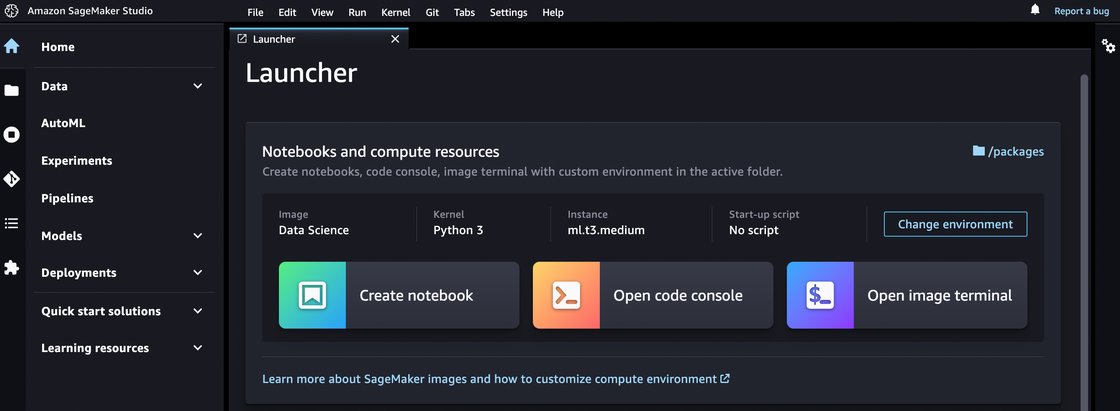 Amazon SageMaker Studio
File Edit View Run Kernel Git Tabs Settings Help
Report a bug
Home
Data
AutoML
Experiments
Pipelines
Models
Deployments
Quick start solutions
Learning resources
Launcher
Launcher
Notebooks and compute resources
/packages
Create notebooks, code console, image terminal with custom environment in the active folder.
Image Kernel Instance Start-up script
Data Science Python 3 ml.t3.medium No script
Change environment
Create notebook Open code console Open image terminal
Learn more about SageMaker images and how to customize compute environment